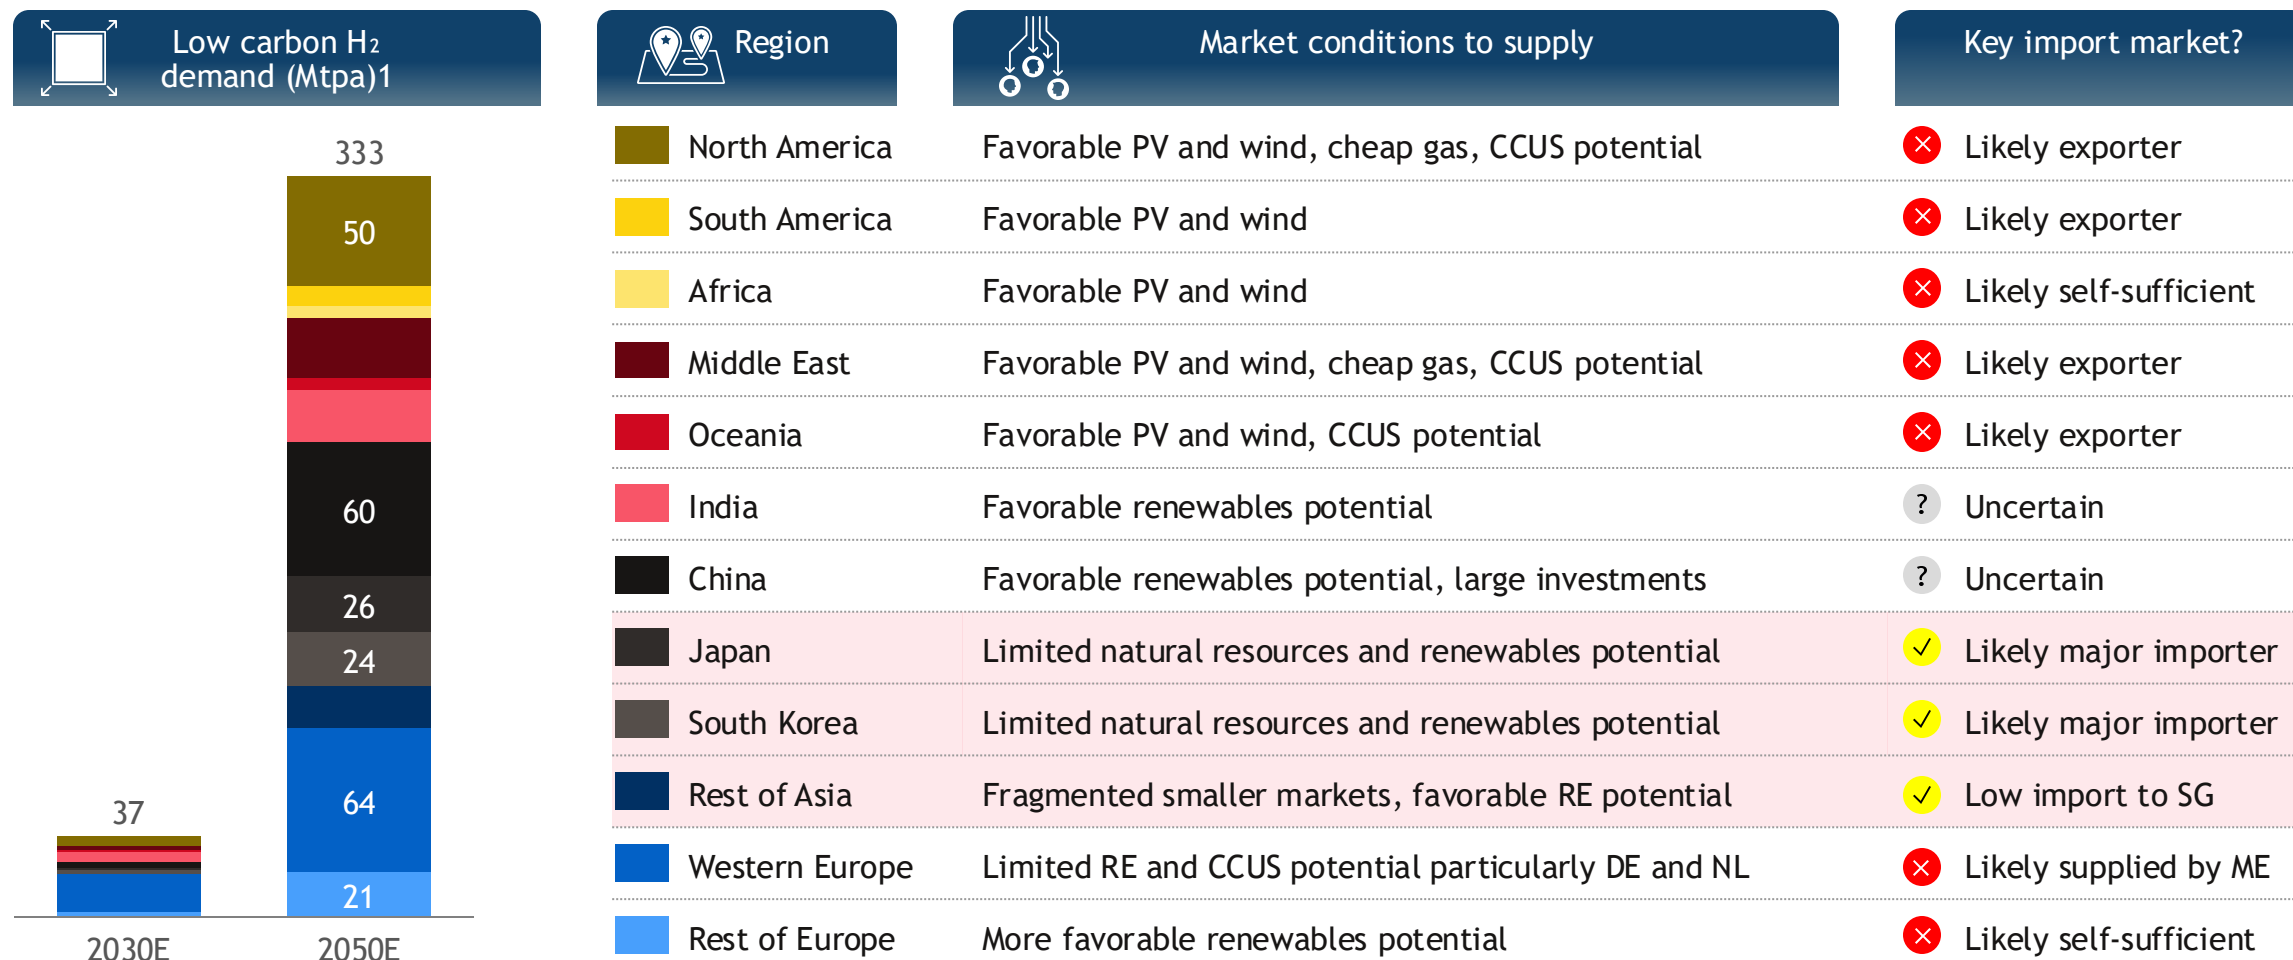 Low carbon H₂
demand (Mtpa)1
Region
Market conditions to supply
Key import market?
333
50
60
26
24
64
21
37
2030E
2050E
North America Favorable PV and wind, cheap gas, CCUS potential Likely exporter
South America Favorable PV and wind Likely exporter
Africa Favorable PV and wind Likely self-sufficient
Middle East Favorable PV and wind, cheap gas, CCUS potential Likely exporter
Oceania Favorable PV and wind, CCUS potential Likely exporter
India Favorable renewables potential ? Uncertain
China Favorable renewables potential, large investments ? Uncertain
Japan Limited natural resources and renewables potential Likely major importer
South Korea Limited natural resources and renewables potential Likely major importer
Rest of Asia Fragmented smaller markets, favorable RE potential Low import to SG
Western Europe Limited RE and CCUS potential particularly DE and NL Likely supplied by ME
Rest of Europe More favorable renewables potential Likely self-sufficient